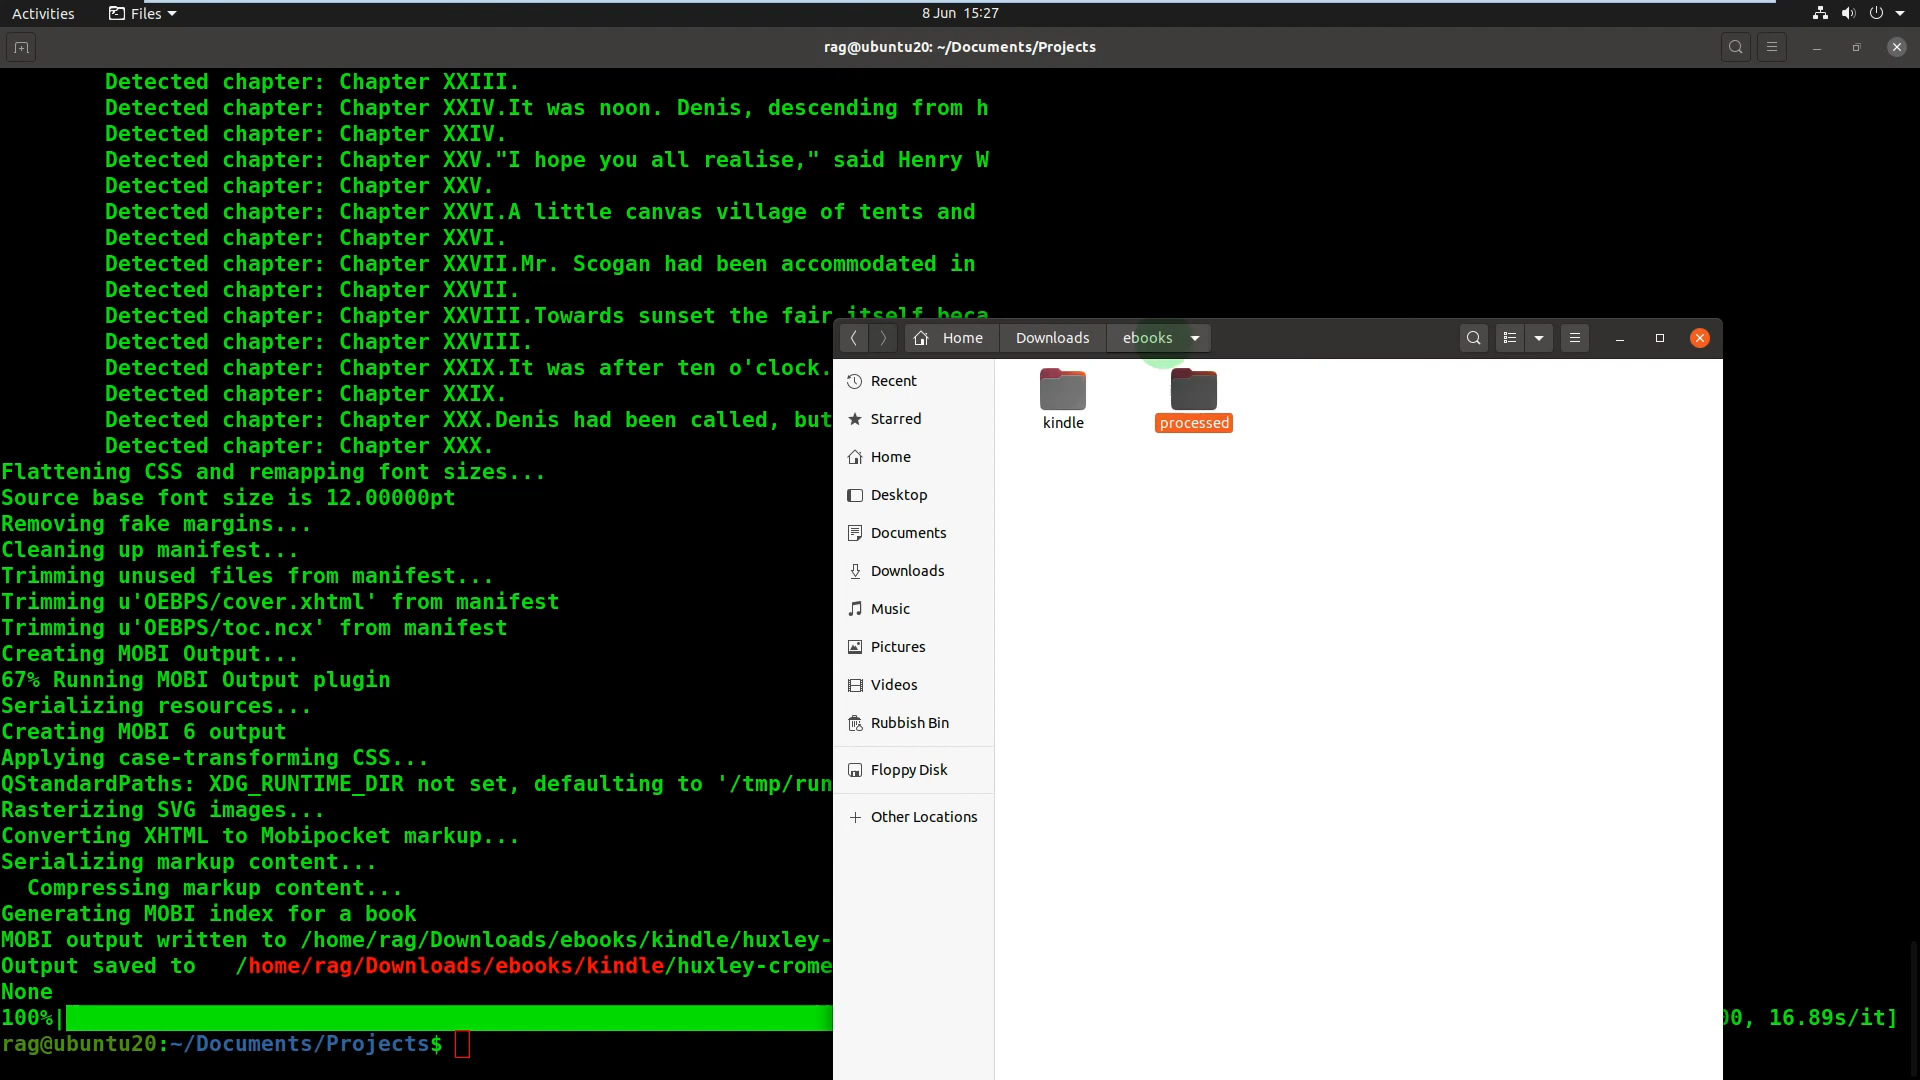 Activities
Files
8 Jun 15:27
rag@ubuntu20: ~/Documents/Projects
Detected chapter: Chapter XXIII.
Detected chapter: Chapter XXIV.It was noon. Denis, descending from h
Detected chapter: Chapter XXIV.
Detected chapter: Chapter XXV."I hope you all realise," said Henry W
Detected chapter: Chapter XXV.
Detected chapter: Chapter XXVI.A little canvas village of tents and
Detected chapter: Chapter XXVI.
Detected chapter: Chapter XXVII.Mr. Scogan had been accommodated in
Detected chapter: Chapter XXVII.
Detected chapter: Chapter XXVIII.Towards sunset the fair itself beca
Detected chapter: Chapter XXVIII.
Detected chapter: Chapter XXIX.It was after ten o'clock.
Detected chapter: Chapter XXIX.
Detected chapter: Chapter XXX.Denis had been called, but
Detected chapter: Chapter XXX.
Flattening CSS and remapping font sizes...
Source base font size is 12.00000pt
Removing fake margins...
Cleaning up manifest...
Trimming unused files from manifest...
Trimming u'OEBPS/cover.xhtml' from manifest
Trimming u'OEBPS/toc.ncx' from manifest
Creating MOBI Output...
67% Running MOBI Output plugin
Serializing resources...
Creating MOBI 6 output
Applying case-transforming CSS...
QStandardPaths: XDG_RUNTIME_DIR not set, defaulting to '/tmp/run
Rasterizing SVG images...
Converting XHTML to Mobipocket markup...
Serializing markup content...
Compressing markup content...
Generating MOBI index for a book
MOBI output written to /home/rag/Downloads/ebooks/kindle/huxley-
Output saved to   /home/rag/Downloads/ebooks/kindle/huxley-crome
None
100%|
00, 16.89s/it]
rag@ubuntu20:~/Documents/Projects$
Home
Downloads
ebooks
Recent
Starred
Home
Desktop
Documents
Downloads
Music
Pictures
Videos
Rubbish Bin
Floppy Disk
Other Locations
kindle
processed